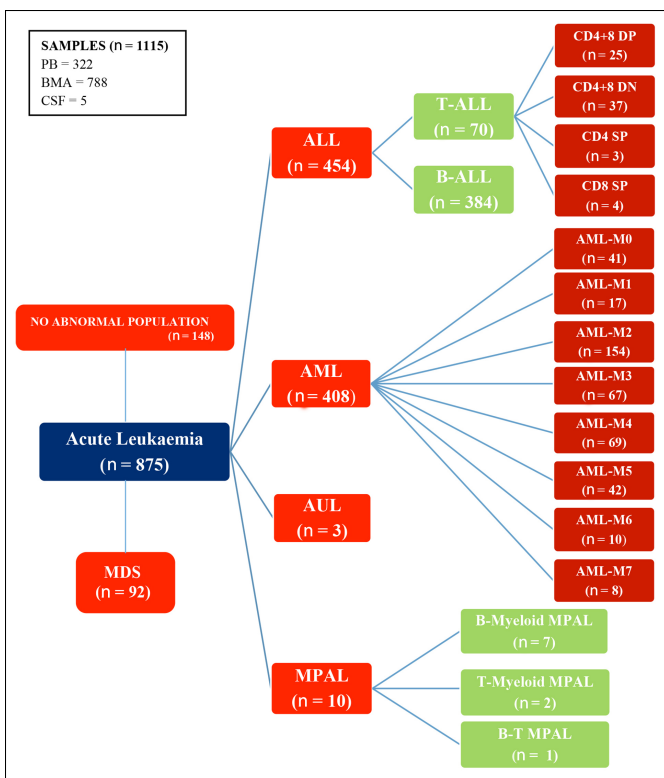 SAMPLES (n = 1115)
PB = 322
BMA = 788
CSF = 5
ALL
(n = 454)
T-ALL
(n = 70)
B-ALL
(n = 384)
CD4+8 DP
(n = 25)
CD4+8 DN
(n = 37)
CD4 SP
(n = 3)
CD8 SP
(n = 4)
NO ABNORMAL POPULATION
(n = 148)
Acute Leukaemia
(n = 875)
MDS
(n = 92)
AML
(n = 408)
AML-M0
(n = 41)
AML-M1
(n = 17)
AML-M2
(n = 154)
AML-M3
(n = 67)
AML-M4
(n = 69)
AML-M5
(n = 42)
AML-M6
(n = 10)
AML-M7
(n = 8)
AUL
(n = 3)
MPAL
(n = 10)
B-Myeloid MPAL
(n = 7)
T-Myeloid MPAL
(n = 2)
B-T MPAL
(n = 1)